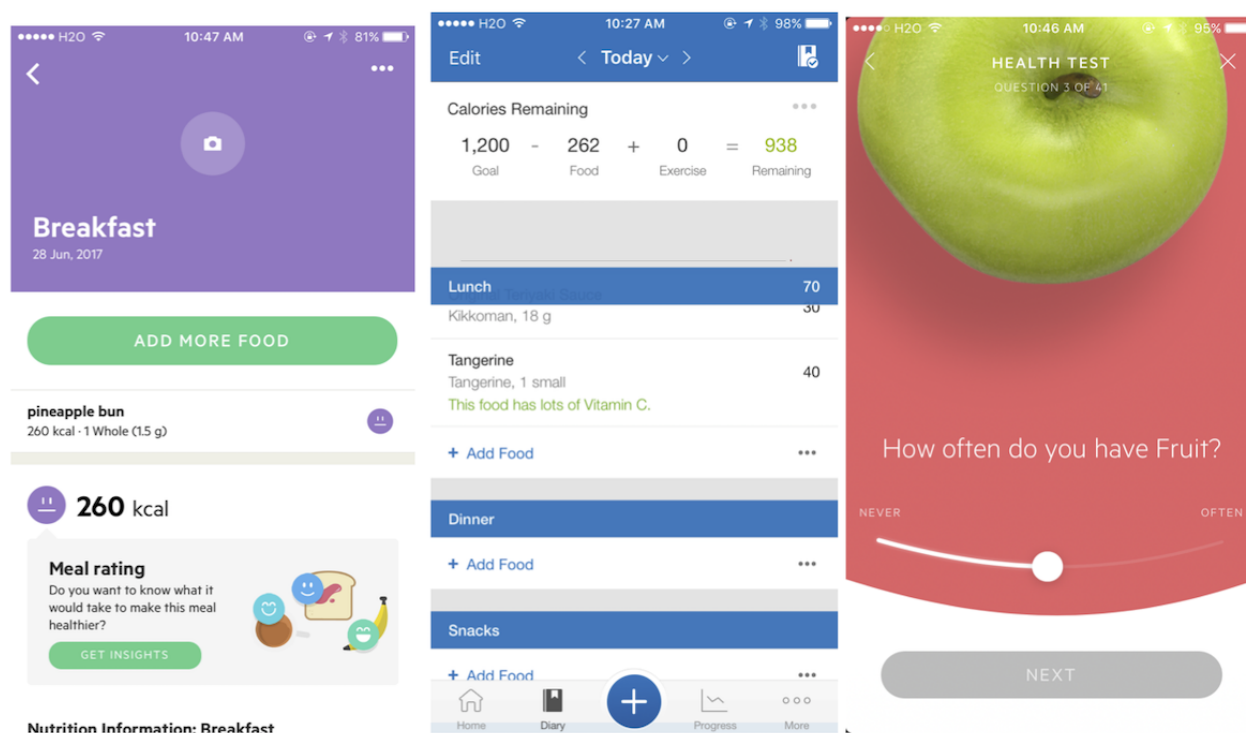 ●●●●● H2O 10:47 AM 81%
•••
Breakfast
28 Jun, 2017
ADD MORE FOOD
pineapple bun
260 kcal · 1 Whole (1.5 g)
260 kcal
Meal rating
Do you want to know what it
would take to make this meal
healthier?
GET INSIGHTS
Nutrition Information: Breakfast
●●●●● H2O 10:27 AM 98%
Edit < Today >
Calories Remaining
1,200 - 262 + 0 = 938
Goal Food Exercise Remaining
Lunch 70
Original Teriyaki Sauce
Kikkoman, 18 g 30
Tangerine
Tangerine, 1 small 40
This food has lots of Vitamin C.
+ Add Food
Dinner
+ Add Food
Snacks
+ Add Food
Home Diary + Progress More
●●●●○ H2O 10:46 AM 95%
HEALTH TEST
QUESTION 3 OF 41
How often do you have Fruit?
NEVER OFTEN
NEXT